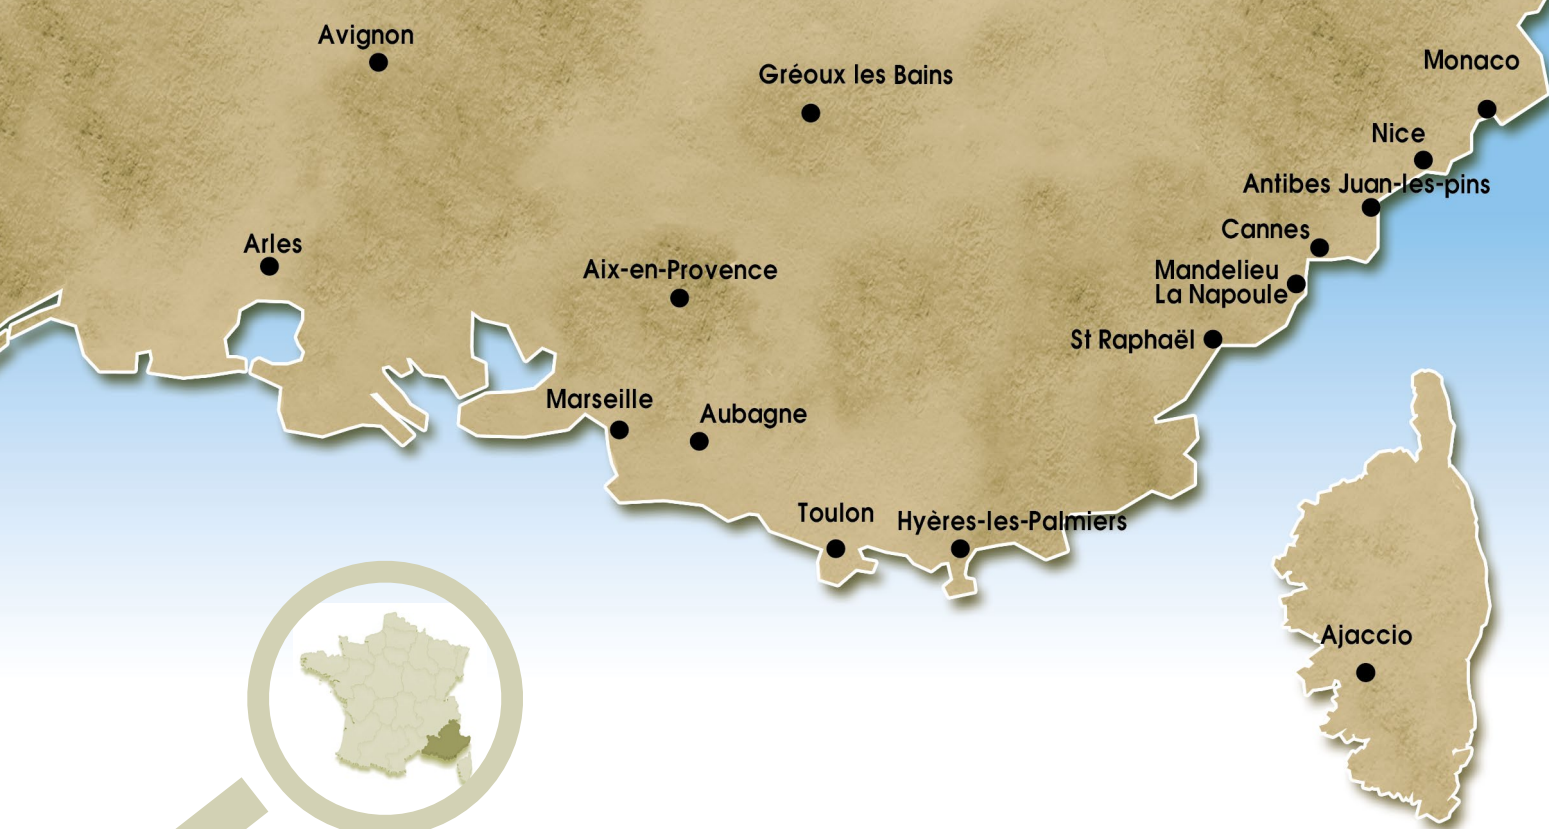 Avignon
Monaco
Gréoux les Bains
Nice
Antibes Juan-les-pins
Cannes
Arles
Aix-en-Provence
Mandelieu
La Napoule
St Raphaël
Marseille
Aubagne
Toulon
Hyères-les-Palmiers
Ajaccio